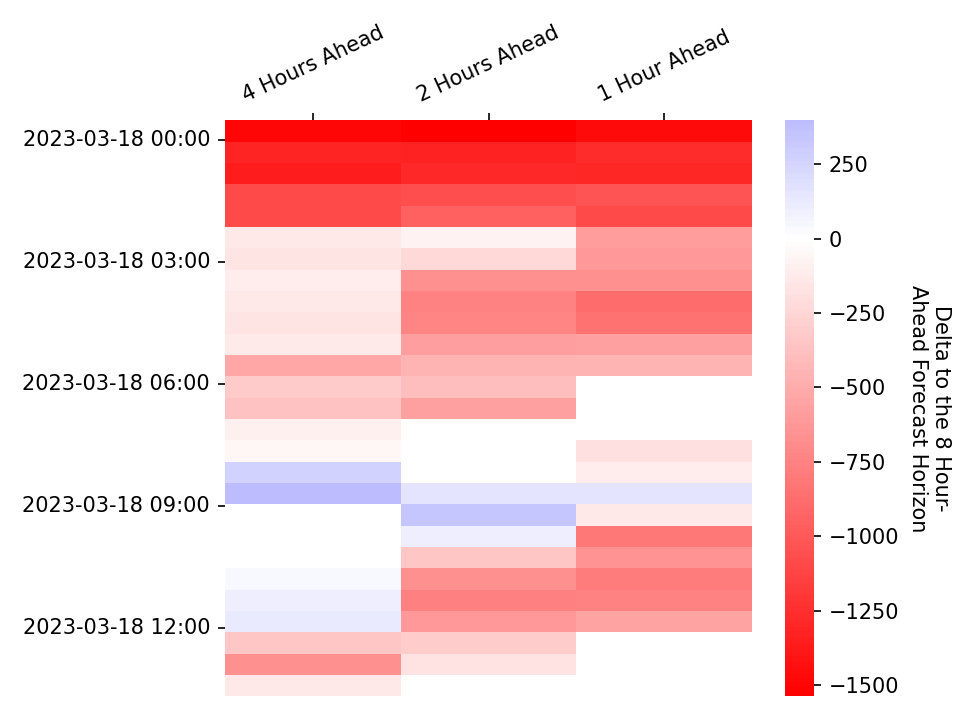 4 Hours Ahead
2 Hours Ahead
1 Hour Ahead
2023-03-18 00:00
2023-03-18 03:00
2023-03-18 06:00
2023-03-18 09:00
2023-03-18 12:00
250
0
−250
−500
−750
−1000
−1250
−1500
Delta to the 8 Hour-
Ahead Forecast Horizon